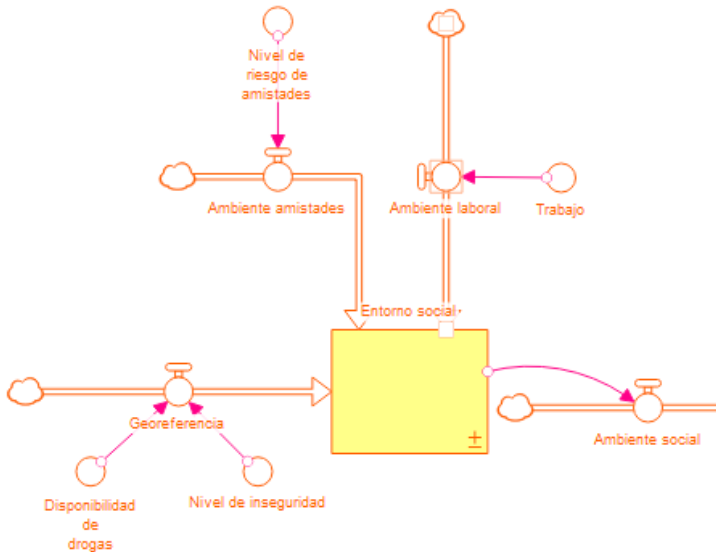 Nivel de
riesgo de
amistades
Ambiente amistades
Ambiente laboral
Trabajo
Entorno social
Georeferencia
Ambiente social
Disponibilidad
de
drogas
Nivel de inseguridad